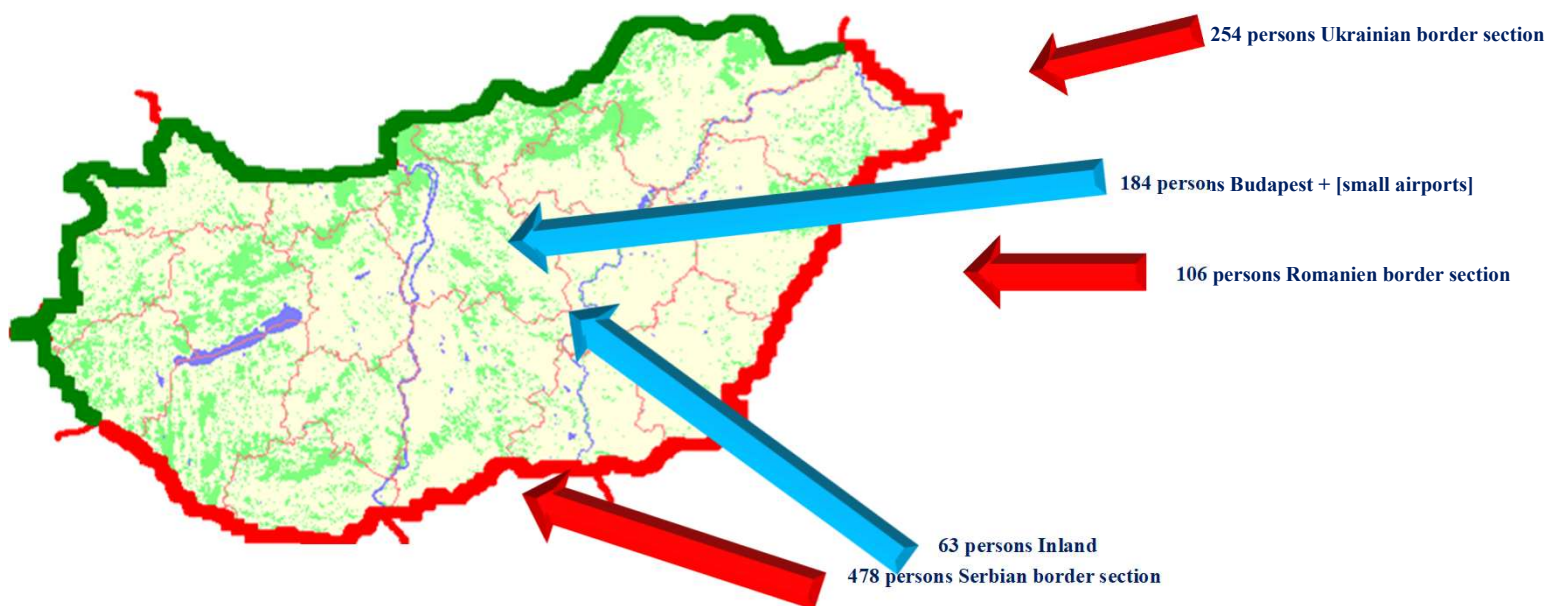 254 persons Ukrainian border section
184 persons Budapest + [small airports]
106 persons Romanien border section
63 persons Inland
478 persons Serbian border section